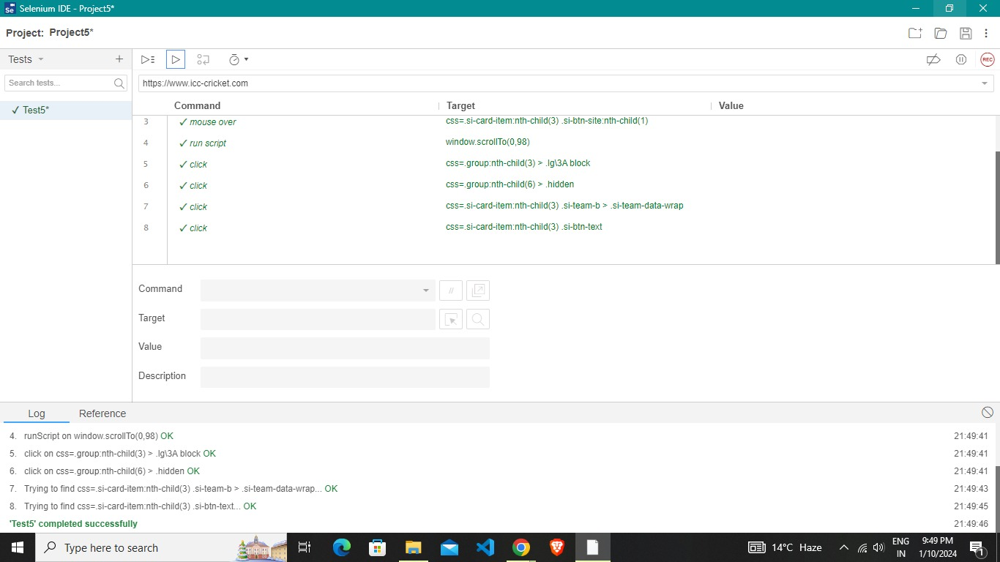 Se Selenium IDE - Project5*
Project: Project5*
Tests
Search tests...
✓ Test5*
https://www.icc-cricket.com
REC
Command Target Value
3 ✓ mouse over css=.si-card-item:nth-child(3) .si-btn-site:nth-child(1)
4 ✓ run script window.scrollTo(0,98)
5 ✓ click css=.group:nth-child(3) > .lg\3A block
6 ✓ click css=.group:nth-child(6) > .hidden
7 ✓ click css=.si-card-item:nth-child(3) .si-team-b > .si-team-data-wrap
8 ✓ click css=.si-card-item:nth-child(3) .si-btn-text
Command //
Target
Value
Description
Log Reference
4. runScript on window.scrollTo(0,98) OK 21:49:41
5. click on css=.group:nth-child(3) > .lg\3A block OK 21:49:41
6. click on css=.group:nth-child(6) > .hidden OK 21:49:41
7. Trying to find css=.si-card-item:nth-child(3) .si-team-b > .si-team-data-wrap... OK 21:49:43
8. Trying to find css=.si-card-item:nth-child(3) .si-btn-text... OK 21:49:45
'Test5' completed successfully 21:49:46
Type here to search
14°C Haze
ENG
IN
9:49 PM
1/10/2024
1